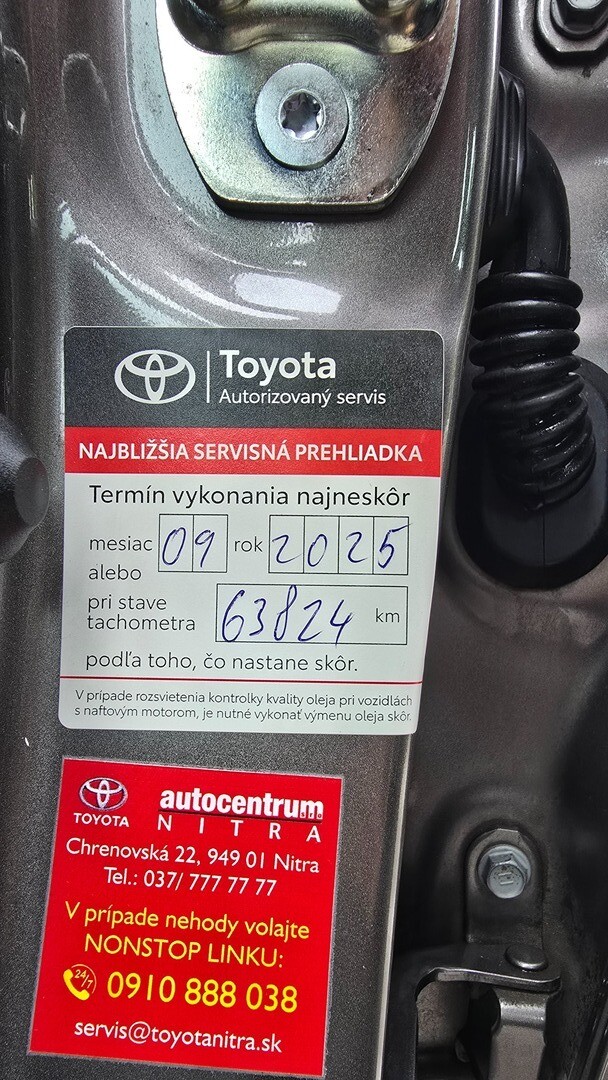 Toyota
Autorizovaný servis
NAJBLIŽŠIA SERVISNÁ PREHLIADKA
Termín vykonania najneskôr
mesiac 09 rok 2025
alebo
pri stave
tachometra 63824 km
podľa toho, čo nastane skôr.
V prípade rozsvietenia kontrolky kvality oleja pri vozidlách
s naftovým motorom, je nutné vykonať výmenu oleja skôr.
TOYOTA
autocentrum s.r.o.
NITRA
Chrenovská 22, 949 01 Nitra
Tel.: 037/ 777 77 77
V prípade nehody volajte
NONSTOP LINKU:
24/7 0910 888 038
servis@toyotanitra.sk